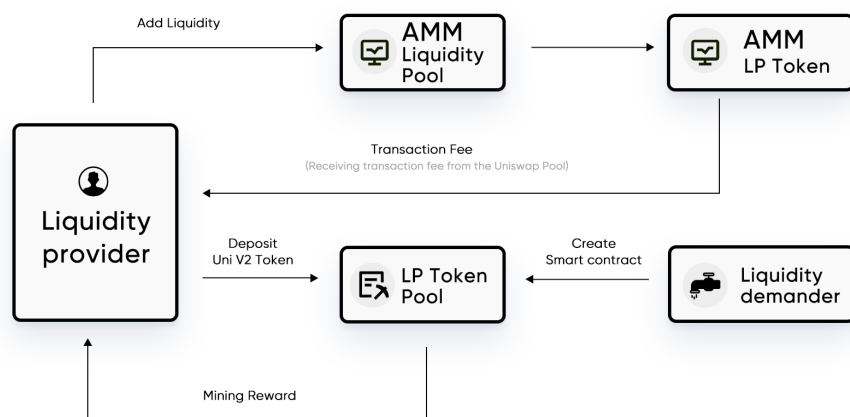 Add Liquidity
AMM
Liquidity
Pool
AMM
LP Token
Transaction Fee
(Receiving transaction fee from the Uniswap Pool)
Liquidity
provider
Deposit
Uni V2 Token
LP Token
Pool
Create
Smart contract
Liquidity
demander
Mining Reward